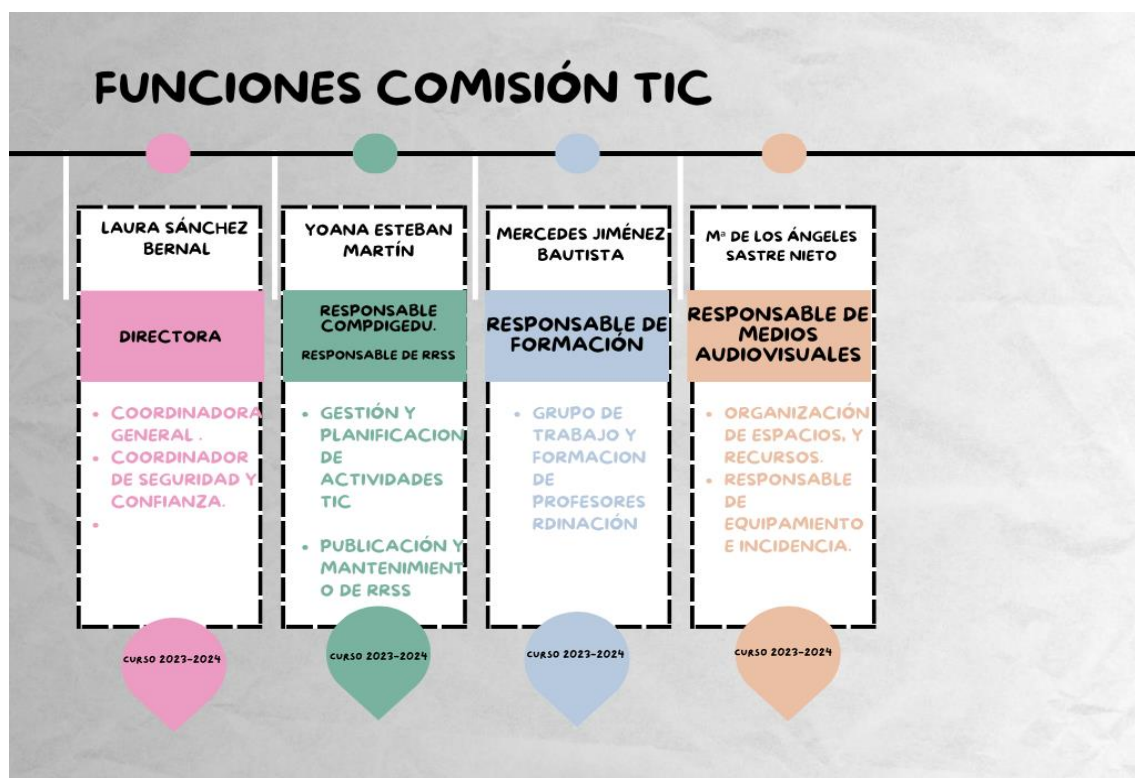 FUNCIONES COMISIÓN TIC
LAURA SÁNCHEZ
BERNAL
DIRECTORA
• COORDINADORA
GENERAL .
• COORDINADOR
DE SEGURIDAD Y
CONFIANZA.
•
CURSO 2023-2024
YOANA ESTEBAN
MARTÍN
RESPONSABLE
COMPDIGEDU.
RESPONSABLE DE RRSS
• GESTIÓN Y
PLANIFICACION
DE
ACTIVIDADES
TIC
• PUBLICACIÓN Y
MANTENIMIENT
O DE RRSS
CURSO 2023-2024
MERCEDES JIMÉNEZ
BAUTISTA
RESPONSABLE DE
FORMACIÓN
• GRUPO DE
TRABAJO Y
FORMACION
DE
PROFESORES
RDINACIÓN
CURSO 2023-2024
Mª DE LOS ÁNGELES
SASTRE NIETO
RESPONSABLE DE
MEDIOS
AUDIOVISUALES
• ORGANIZACIÓN
DE ESPACIOS, Y
RECURSOS.
• RESPONSABLE
DE
EQUIPAMIENTO
E INCIDENCIA.
CURSO 2023-2024